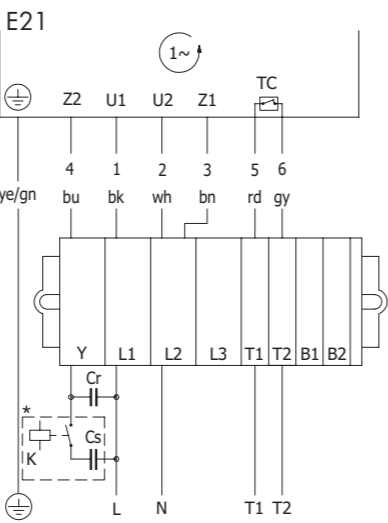 E21
1~
TC
Z2 U1 U2 Z1
4 1 2 3 5 6
ye/gn bu bk wh bn rd gy
Y L1 L2 L3 T1 T2 B1 B2
Cr
*
K Cs
L N T1 T2